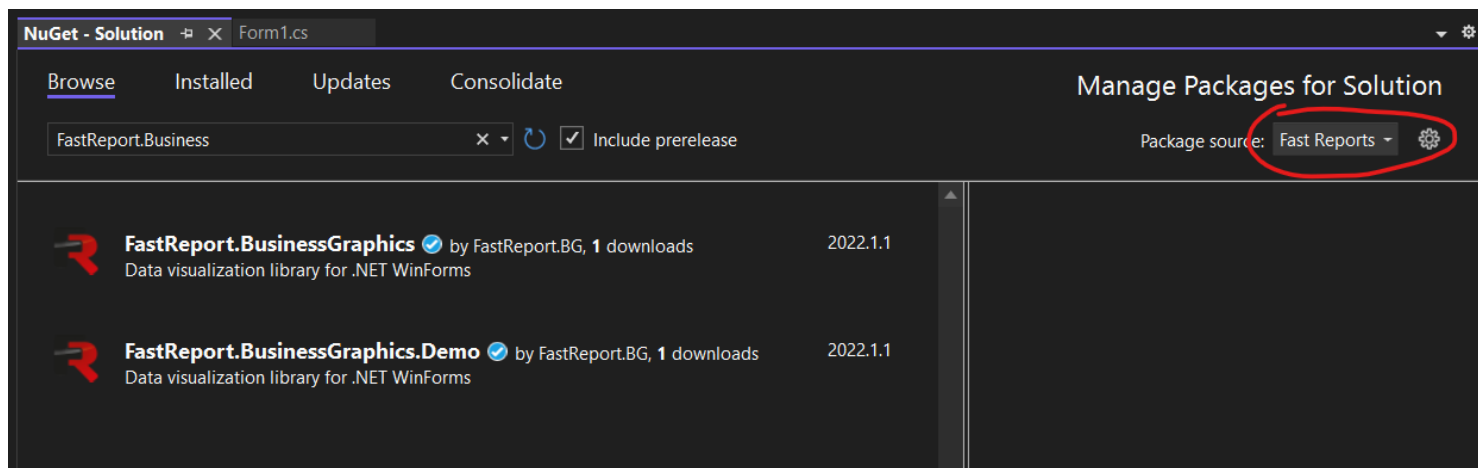 NuGet - Solution Form1.cs
Browse Installed Updates Consolidate Manage Packages for Solution
FastReport.Business Include prerelease Package source: Fast Reports
FastReport.BusinessGraphics by FastReport.BG, 1 downloads 2022.1.1
Data visualization library for .NET WinForms
FastReport.BusinessGraphics.Demo by FastReport.BG, 1 downloads 2022.1.1
Data visualization library for .NET WinForms